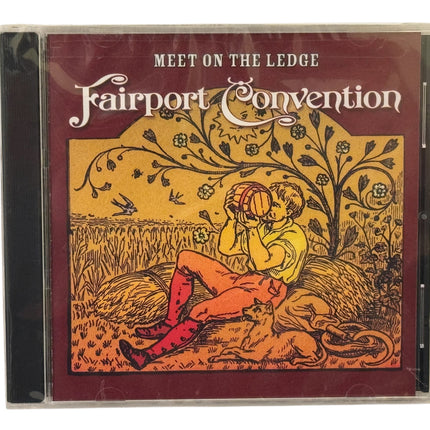 MEET ON THE LEDGE
Fairport Convention